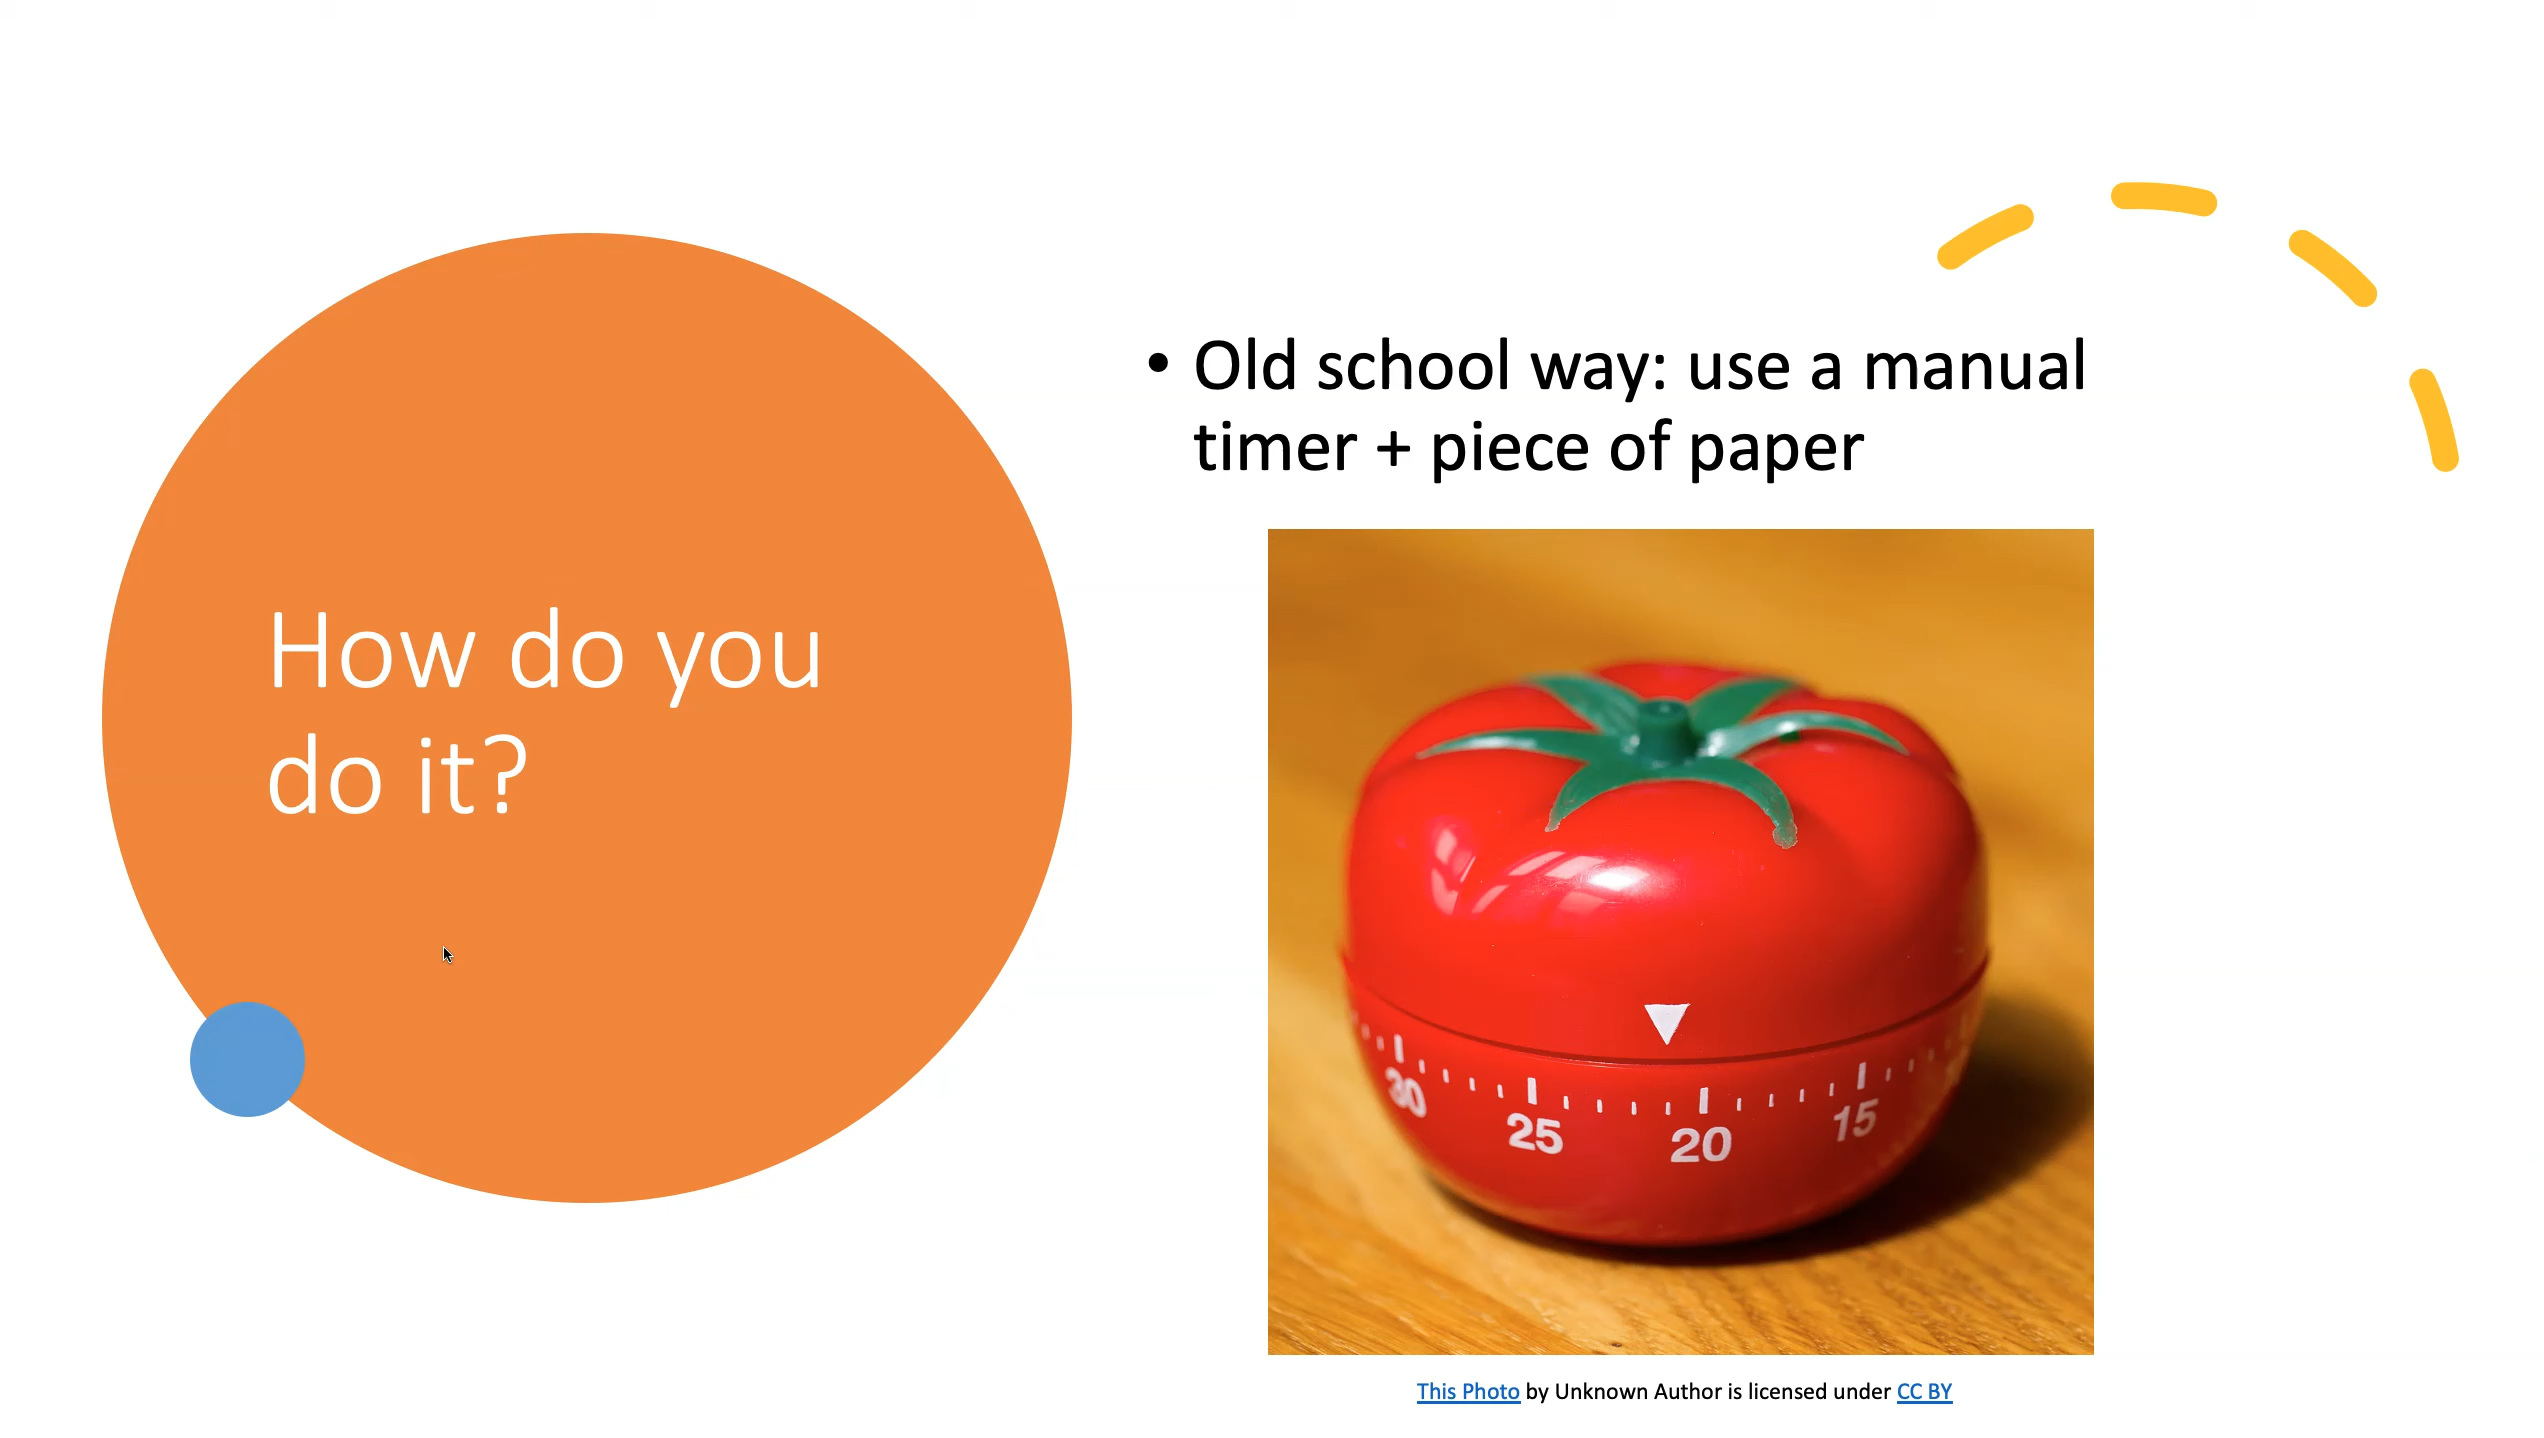 How do you
do it?
• Old school way: use a manual
timer + piece of paper
30 25 20 15
This Photo by Unknown Author is licensed under CC BY